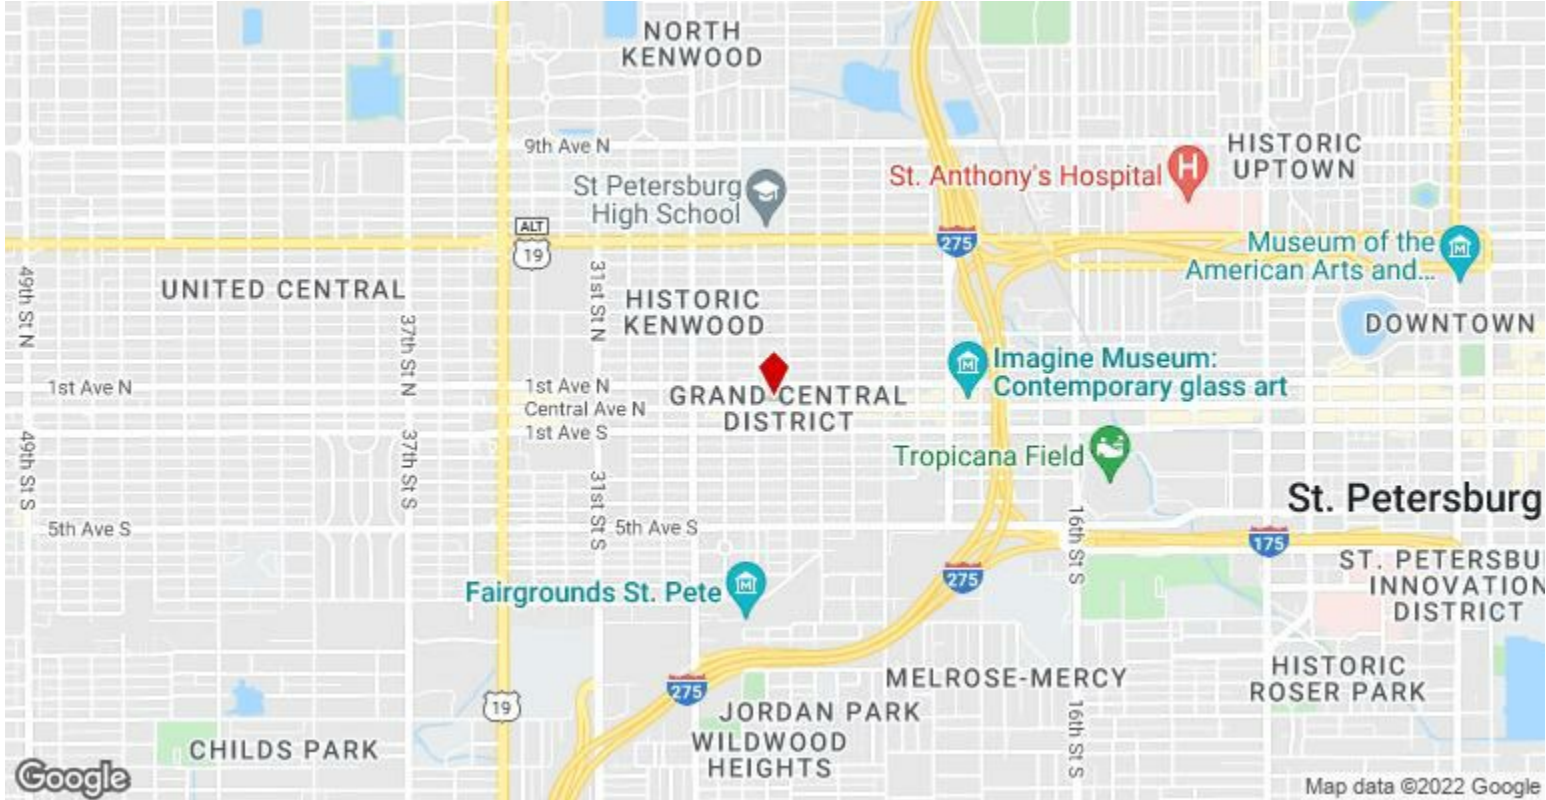 NORTH
KENWOOD
9th Ave N
HISTORIC
UPTOWN
St Petersburg
High School
St. Anthony's Hospital
H
ALT
19
275
Museum of the
American Arts and...
M
49th St N
UNITED CENTRAL
37th St N
31st St N
HISTORIC
KENWOOD
DOWNTOWN
1st Ave N
1st Ave N
Central Ave N
1st Ave S
GRAND CENTRAL
DISTRICT
M
Imagine Museum:
Contemporary glass art
Tropicana Field
49th St S
37th St S
31st St S
St. Petersburg
5th Ave S
5th Ave S
16th St S
175
275
Fairgrounds St. Pete
M
ST. PETERSBU
INNOVATION
DISTRICT
HISTORIC
ROSER PARK
MELROSE-MERCY
275
19
JORDAN PARK
16th St S
WILDWOOD
HEIGHTS
CHILDS PARK
Google
Map data ©2022 Google